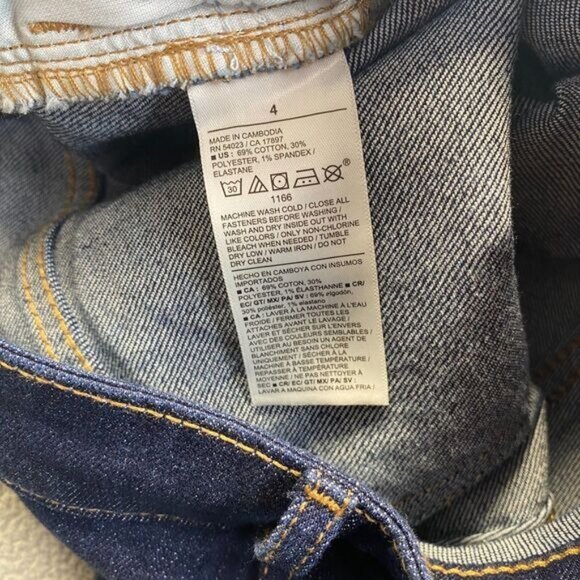 4
MADE IN CAMBODIA
RN 54023 / CA 17897
■ US : 69% COTTON, 30%
POLYESTER, 1% SPANDEX /
ELASTANE
30
1166
MACHINE WASH COLD / CLOSE ALL
FASTENERS BEFORE WASHING /
WASH AND DRY INSIDE OUT WITH
LIKE COLORS / ONLY NON-CHLORINE
BLEACH WHEN NEEDED / TUMBLE
DRY LOW / WARM IRON / DO NOT
DRY CLEAN
HECHO EN CAMBOYA CON INSUMOS
IMPORTADOS
■ CA : 69% COTTON, 30%
POLYESTER, 1% ÉLASTHANNE ■ CR/
EC/ GT/ MX/ PA/ SV : 69% algodón,
30% poliéster, 1% elastano
■ CA : LAVER À LA MACHINE À L'EAU
FROIDE / FERMER TOUTES LES
ATTACHES AVANT LE LAVAGE /
LAVER ET SÉCHER SUR L'ENVERS
AVEC DES COULEURS SEMBLABLES /
AU BESOIN UTILISER UN AGENT DE
BLANCHIMENT SANS CHLORE
UNIQUEMENT / SÉCHER À LA
MACHINE À BASSE TEMPÉRATURE /
REPASSER À TEMPÉRATURE
MOYENNE / NE PAS NETTOYER À
SEC ■ CR/ EC/ GT/ MX/ PA/ SV :
LAVAR A MAQUINA CON AGUA FRIA /